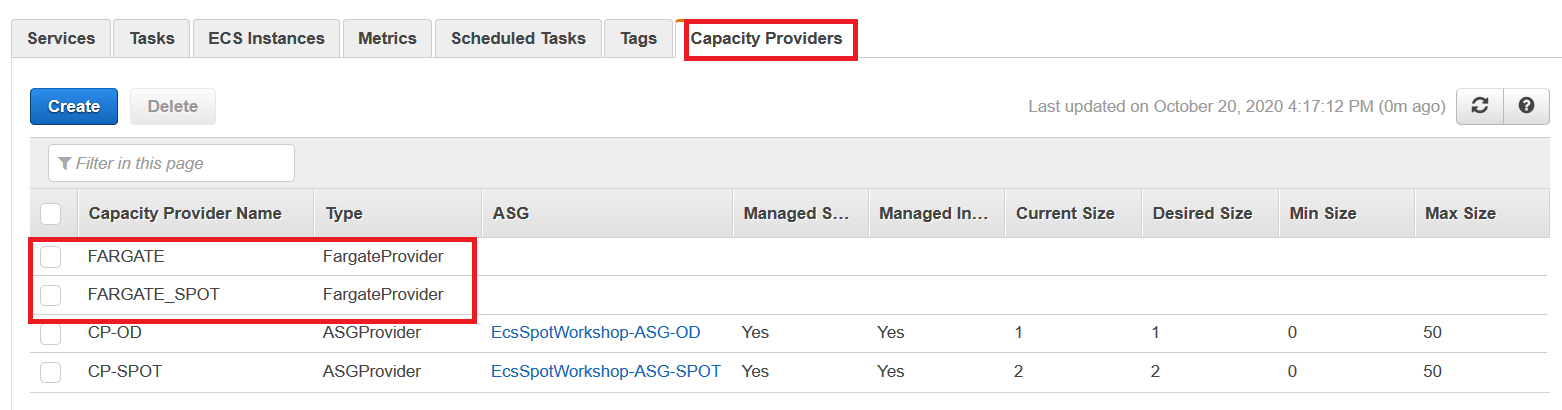 Services Tasks ECS Instances Metrics Scheduled Tasks Tags Capacity Providers
Create Delete Last updated on October 20, 2020 4:17:12 PM (0m ago)
Filter in this page
Capacity Provider Name Type ASG Managed S... Managed In... Current Size Desired Size Min Size Max Size
FARGATE FargateProvider
FARGATE_SPOT FargateProvider
CP-OD ASGProvider EcsSpotWorkshop-ASG-OD Yes Yes 1 1 0 50
CP-SPOT ASGProvider EcsSpotWorkshop-ASG-SPOT Yes Yes 2 2 0 50